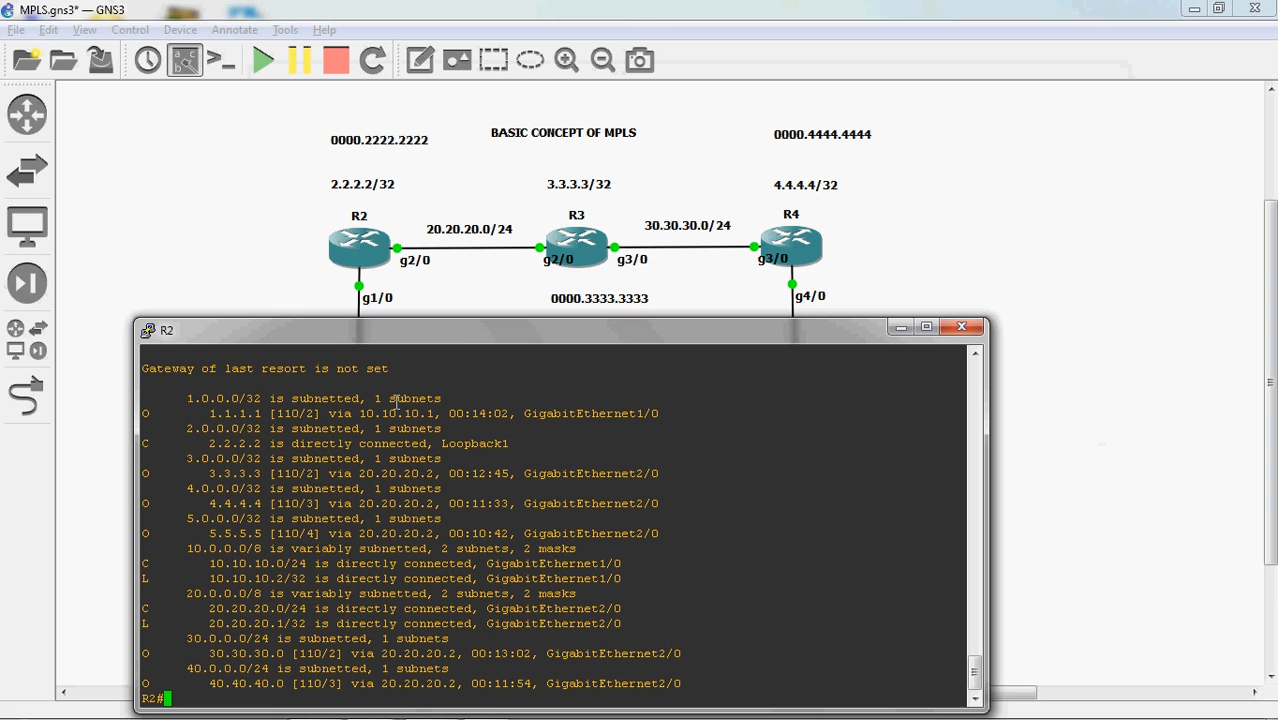 MPLS.gns3* — GNS3
File Edit View Control Device Annotate Tools Help
0000.2222.2222
BASIC CONCEPT OF MPLS
0000.4444.4444
2.2.2.2/32
3.3.3.3/32
4.4.4.4/32
R2
R3
R4
20.20.20.0/24
30.30.30.0/24
g2/0
g2/0
g3/0
g3/0
g1/0
0000.3333.3333
g4/0
R2
Gateway of last resort is not set
1.0.0.0/32 is subnetted, 1 subnets
O 1.1.1.1 [110/2] via 10.10.10.1, 00:14:02, GigabitEthernet1/0
2.0.0.0/32 is subnetted, 1 subnets
C 2.2.2.2 is directly connected, Loopback1
3.0.0.0/32 is subnetted, 1 subnets
O 3.3.3.3 [110/2] via 20.20.20.2, 00:12:45, GigabitEthernet2/0
4.0.0.0/32 is subnetted, 1 subnets
O 4.4.4.4 [110/3] via 20.20.20.2, 00:11:33, GigabitEthernet2/0
5.0.0.0/32 is subnetted, 1 subnets
O 5.5.5.5 [110/4] via 20.20.20.2, 00:10:42, GigabitEthernet2/0
10.0.0.0/8 is variably subnetted, 2 subnets, 2 masks
C 10.10.10.0/24 is directly connected, GigabitEthernet1/0
L 10.10.10.2/32 is directly connected, GigabitEthernet1/0
20.0.0.0/8 is variably subnetted, 2 subnets, 2 masks
C 20.20.20.0/24 is directly connected, GigabitEthernet2/0
L 20.20.20.1/32 is directly connected, GigabitEthernet2/0
30.0.0.0/24 is subnetted, 1 subnets
O 30.30.30.0 [110/2] via 20.20.20.2, 00:13:02, GigabitEthernet2/0
40.0.0.0/24 is subnetted, 1 subnets
O 40.40.40.0 [110/3] via 20.20.20.2, 00:11:54, GigabitEthernet2/0
R2#